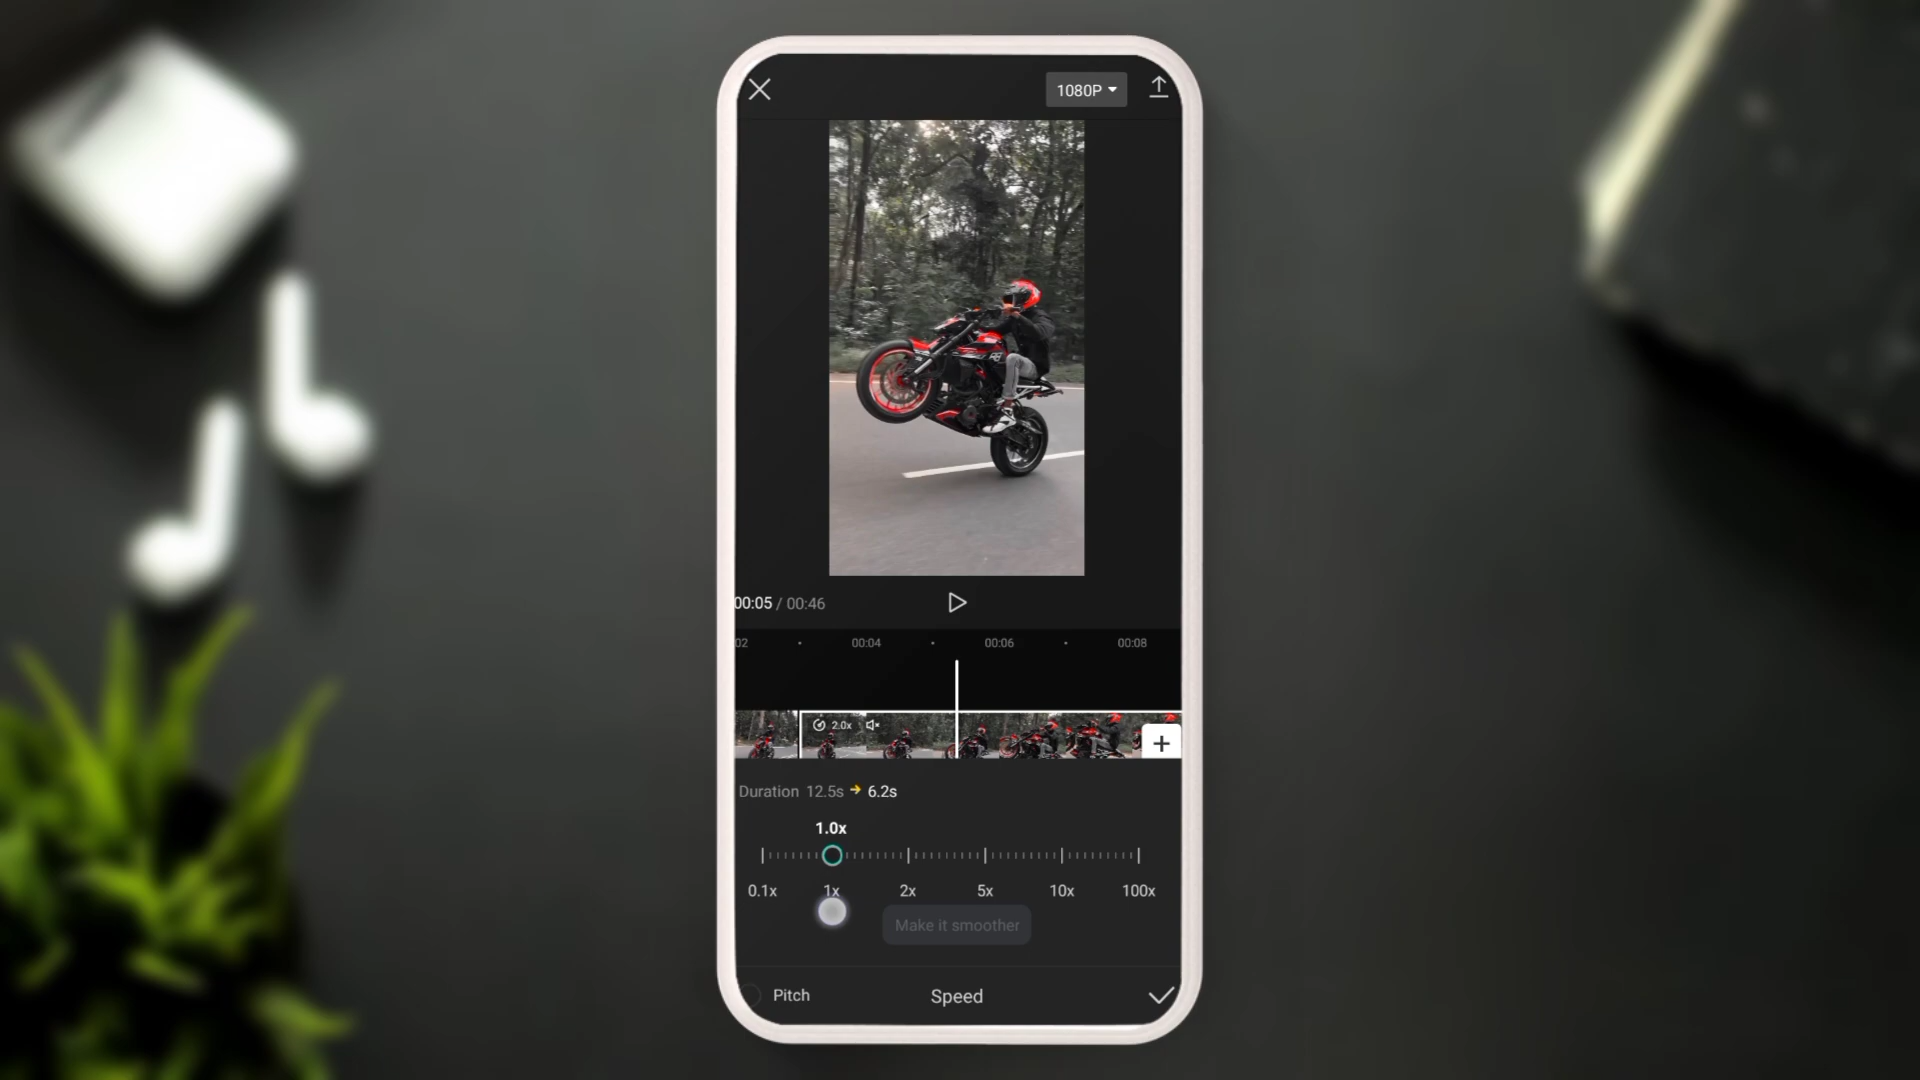 1080P
00:05 / 00:46
02 00:04 00:06 00:08
2.0x
Duration 12.5s → 6.2s
1.0x
0.1x 1x 2x 5x 10x 100x
Make it smoother
Pitch Speed